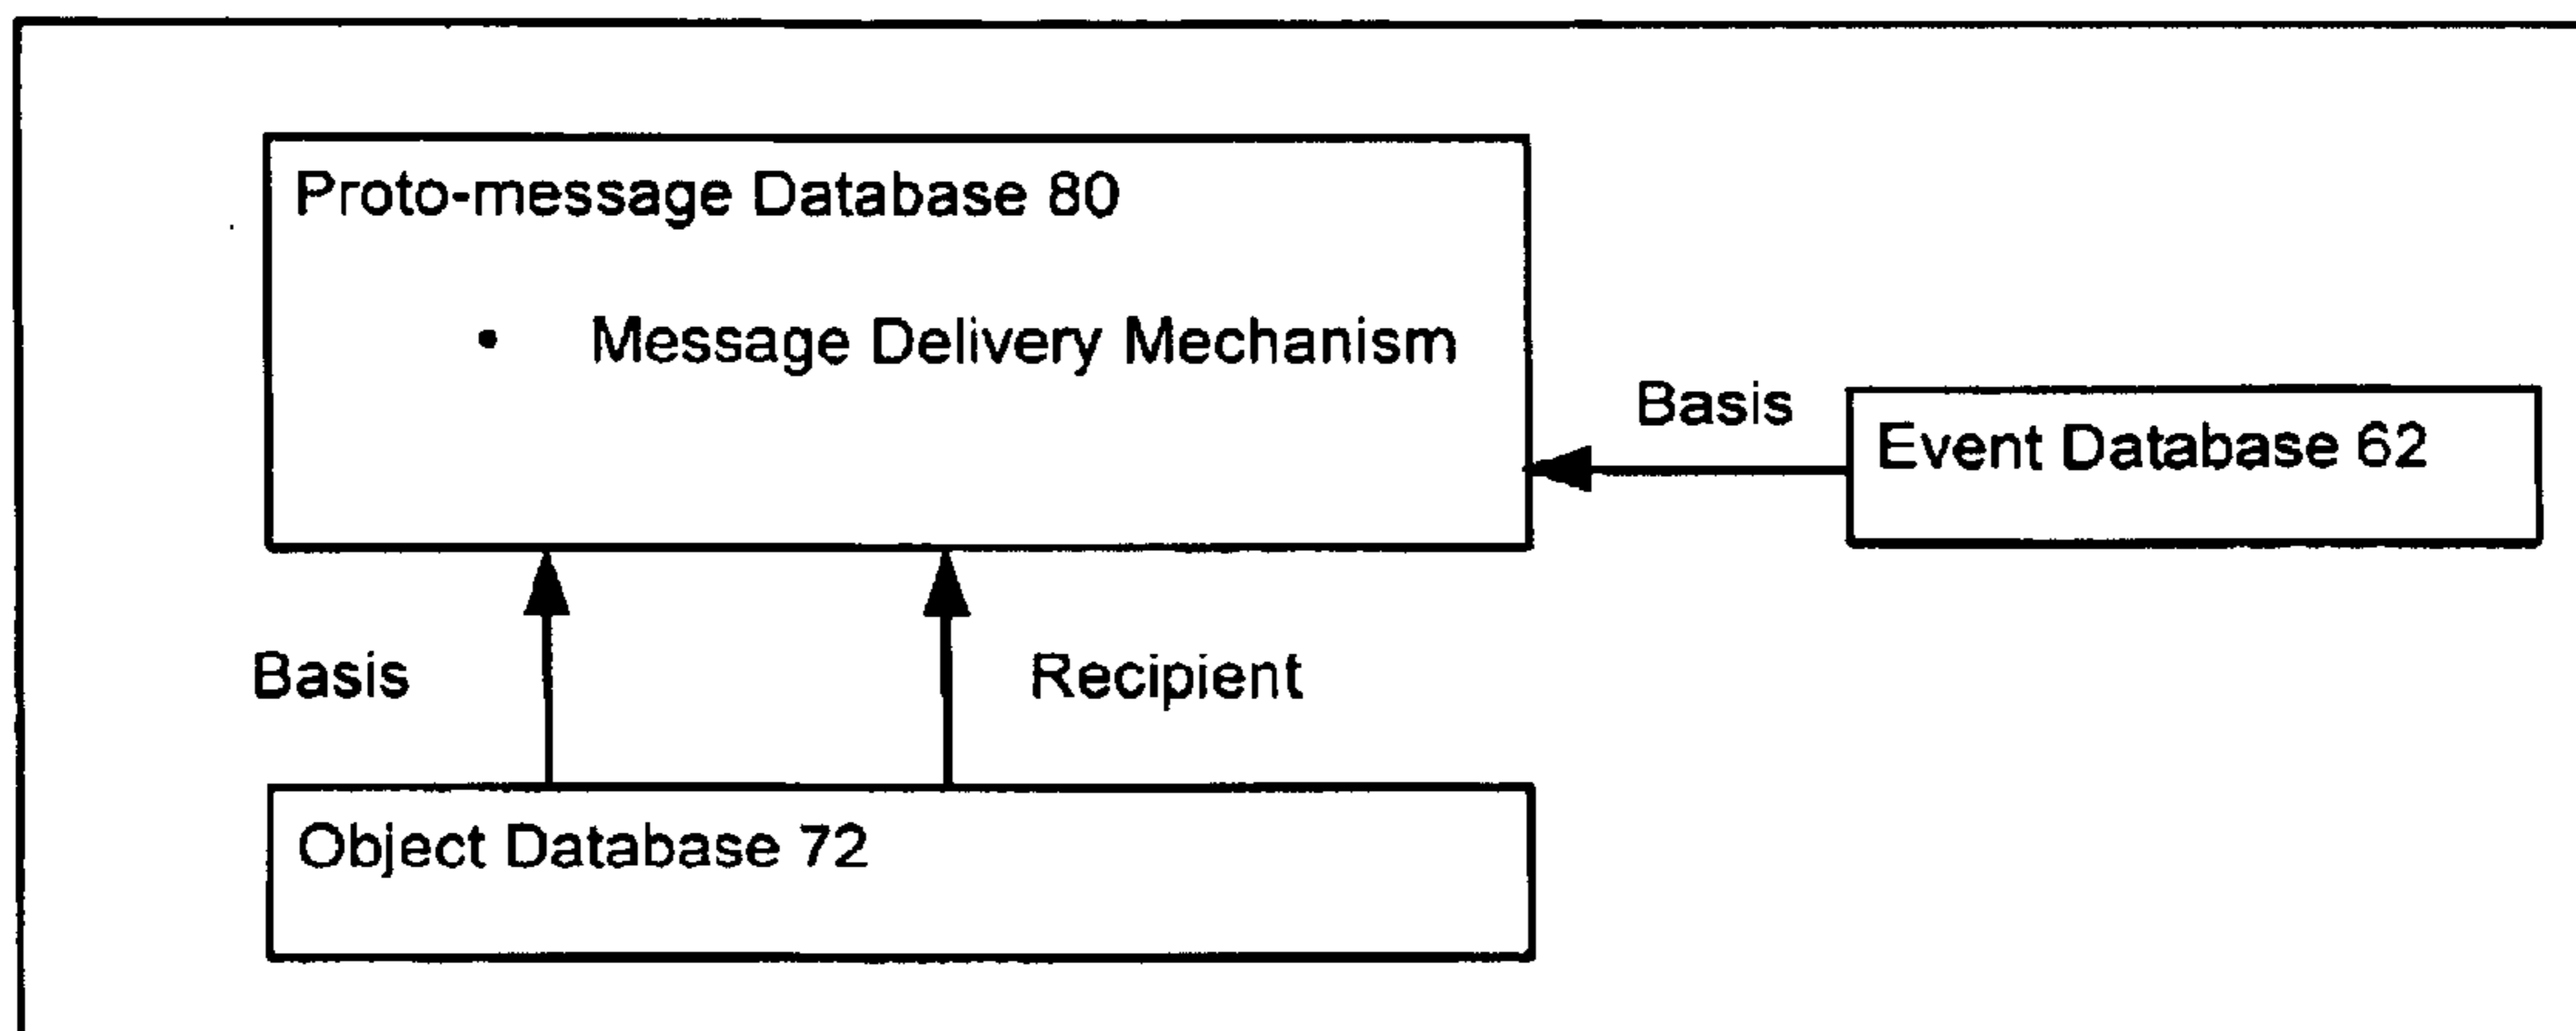 Proto-message Database 80
• Message Delivery Mechanism
Basis
Event Database 62
Basis
Recipient
Object Database 72